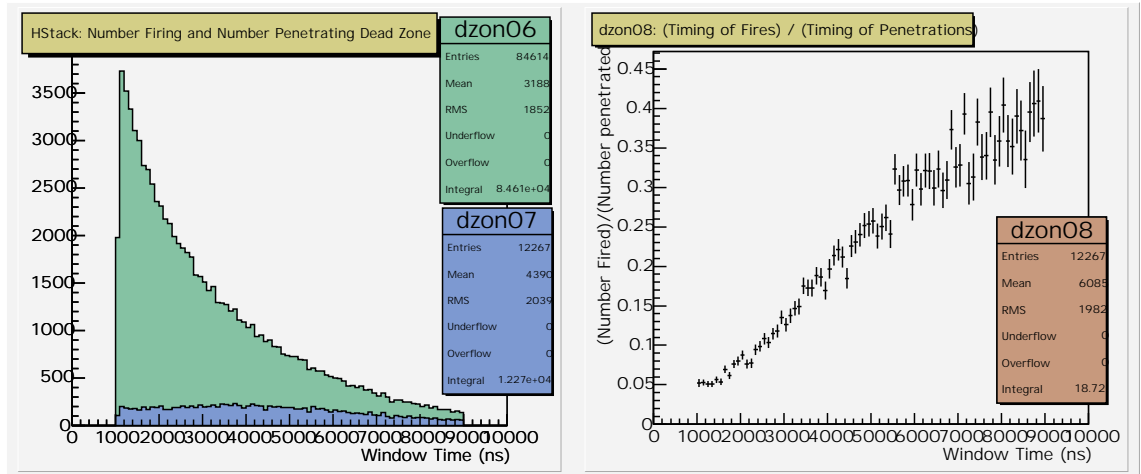 HStack: Number Firing and Number Penetrating Dead Zone
dzon06
Entries 84614
Mean 3188
RMS 1852
Underflow 0
Overflow 0
Integral 8.461e+04
dzon07
Entries 12267
Mean 4390
RMS 2039
Underflow 0
Overflow 0
Integral 1.227e+04
3500
3000
2500
2000
1500
1000
500
0
0 1000 2000 3000 4000 5000 6000 7000 8000 9000 10000
Window Time (ns)
dzon08: (Timing of Fires) / (Timing of Penetrations)
(Number Fired)/(Number penetrated
0.45
0.4
0.35
0.3
0.25
0.2
0.15
0.1
0.05
0
dzon08
Entries 12267
Mean 6085
RMS 1982
Underflow 0
Overflow 0
Integral 18.72
0 1000 2000 3000 4000 5000 6000 7000 8000 9000 10000
Window Time (ns)